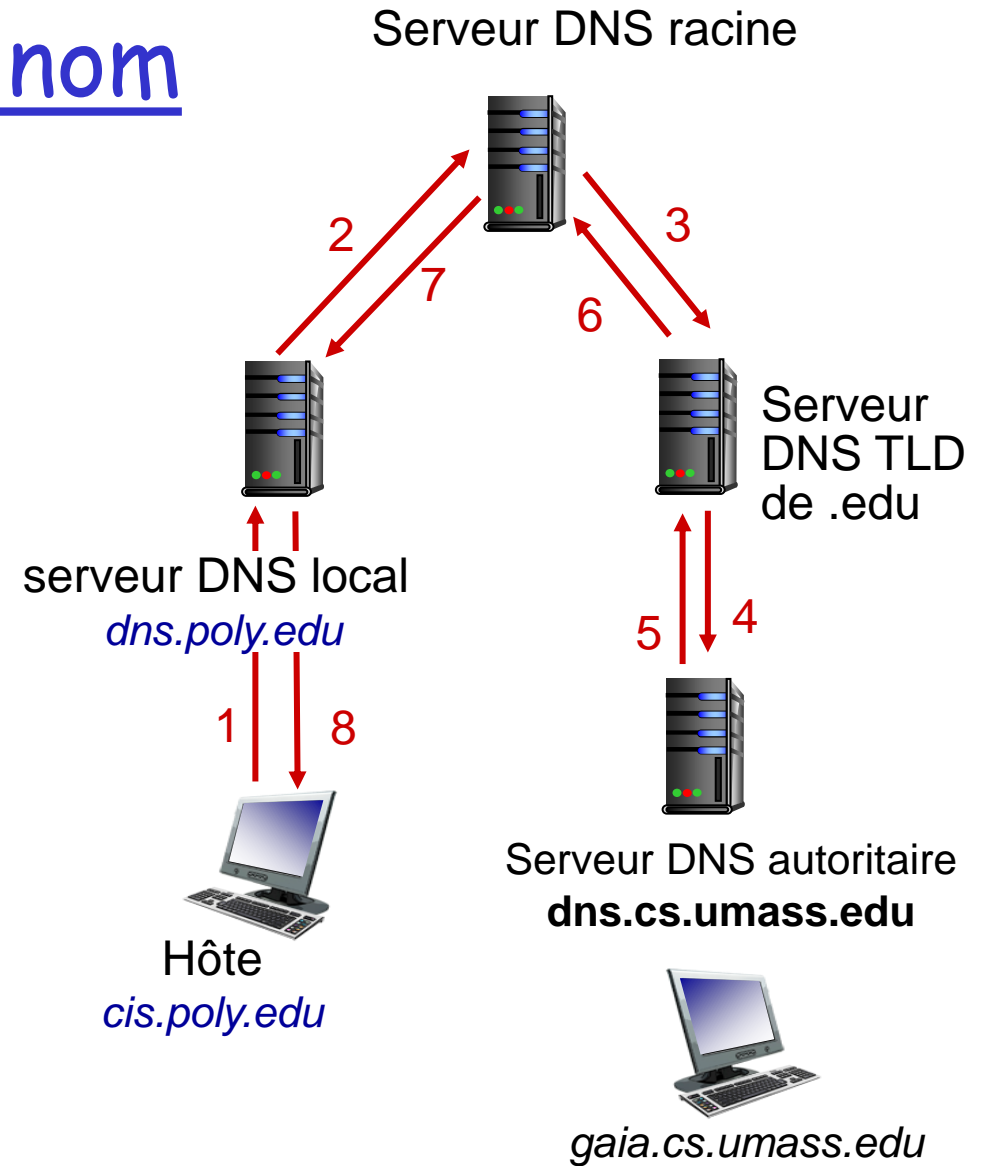 nom
Serveur DNS racine
2
7
3
6
Serveur
DNS TLD
de .edu
serveur DNS local
dns.poly.edu
5
4
1
8
Serveur DNS autoritaire
dns.cs.umass.edu
Hôte
cis.poly.edu
gaia.cs.umass.edu